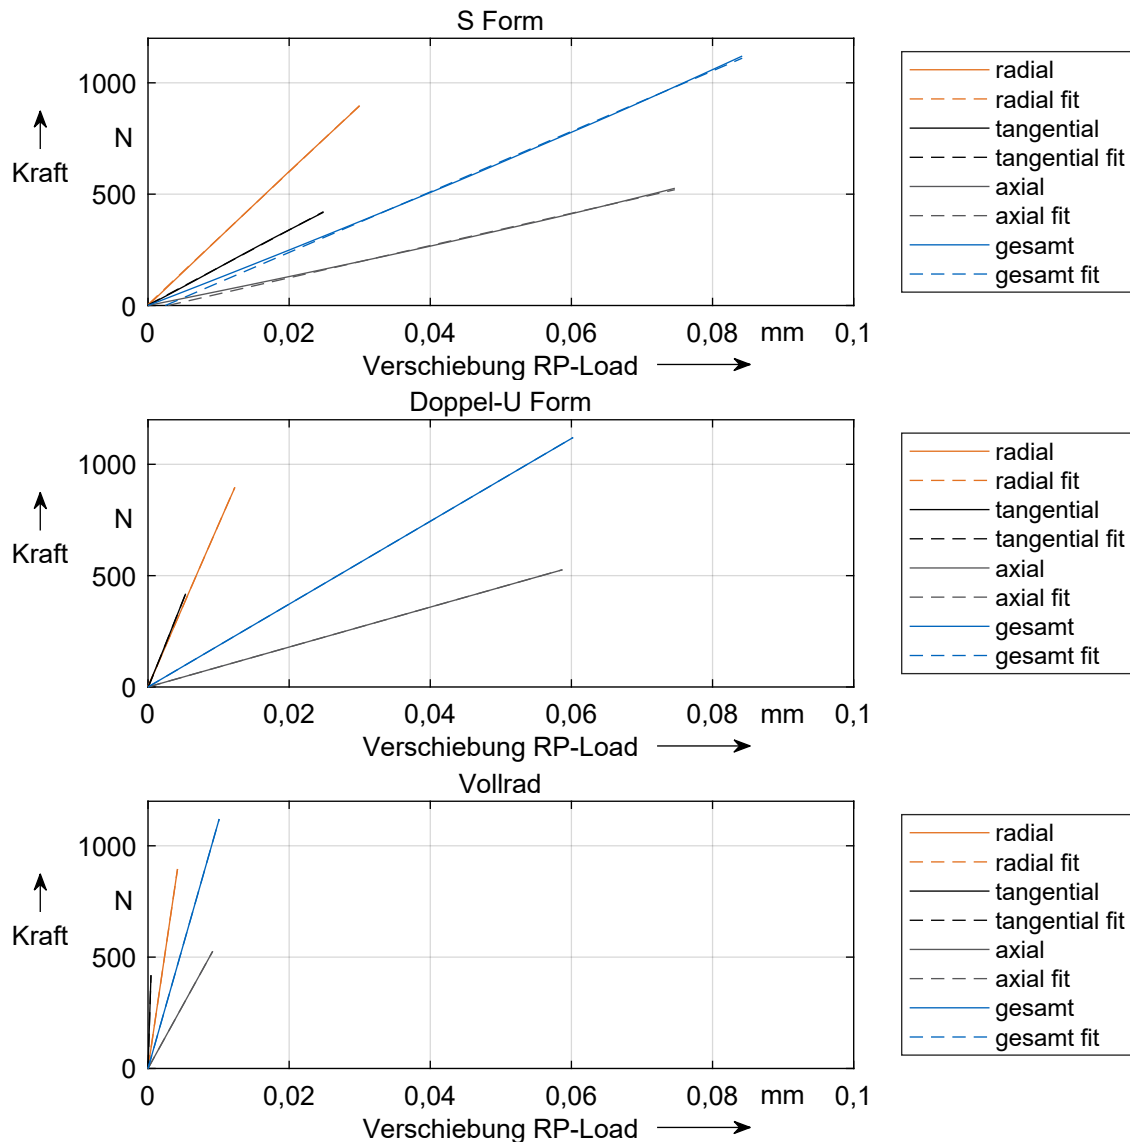 S Form
1000
N
Kraft
500
0
0 0,02 0,04 0,06 0,08 mm 0,1
Verschiebung RP-Load
radial
radial fit
tangential
tangential fit
axial
axial fit
gesamt
gesamt fit
Doppel-U Form
1000
N
Kraft
500
0
0 0,02 0,04 0,06 0,08 mm 0,1
Verschiebung RP-Load
radial
radial fit
tangential
tangential fit
axial
axial fit
gesamt
gesamt fit
Vollrad
1000
N
Kraft
500
0
0 0,02 0,04 0,06 0,08 mm 0,1
Verschiebung RP-Load
radial
radial fit
tangential
tangential fit
axial
axial fit
gesamt
gesamt fit